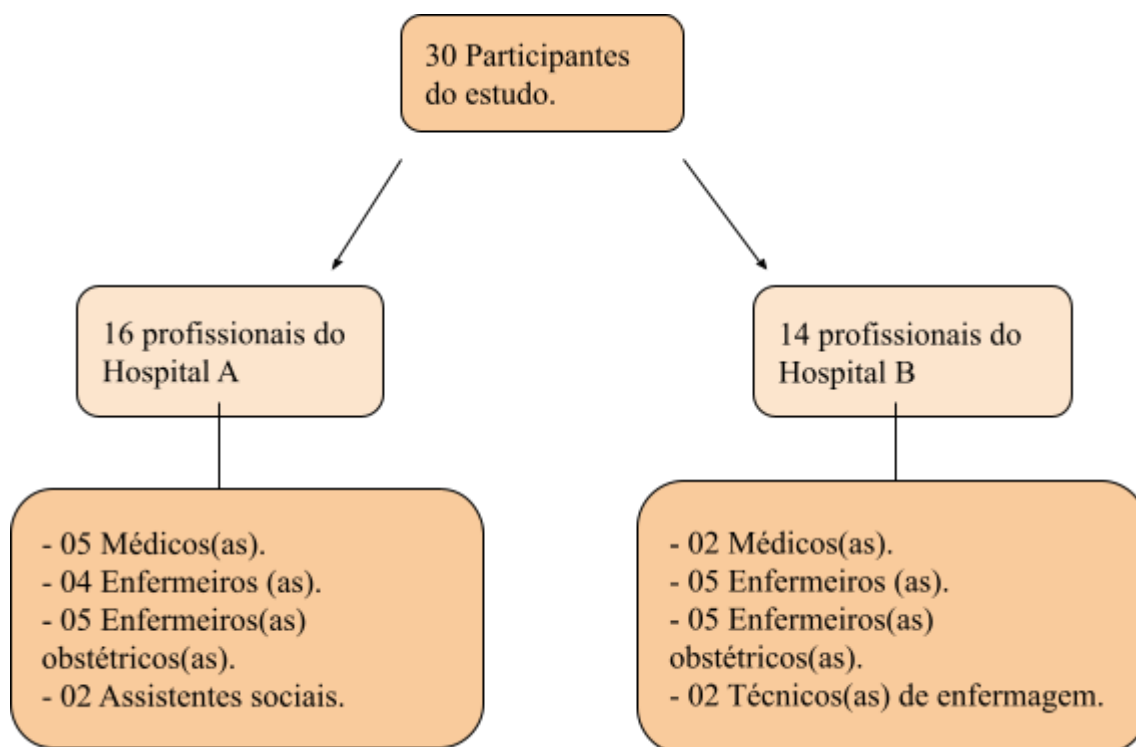 30 Participantes
do estudo.
16 profissionais do
Hospital A
14 profissionais do
Hospital B
- 05 Médicos(as).
- 04 Enfermeiros (as).
- 05 Enfermeiros(as)
obstétricos(as).
- 02 Assistentes sociais.
- 02 Médicos(as).
- 05 Enfermeiros (as).
- 05 Enfermeiros(as)
obstétricos(as).
- 02 Técnicos(as) de enfermagem.